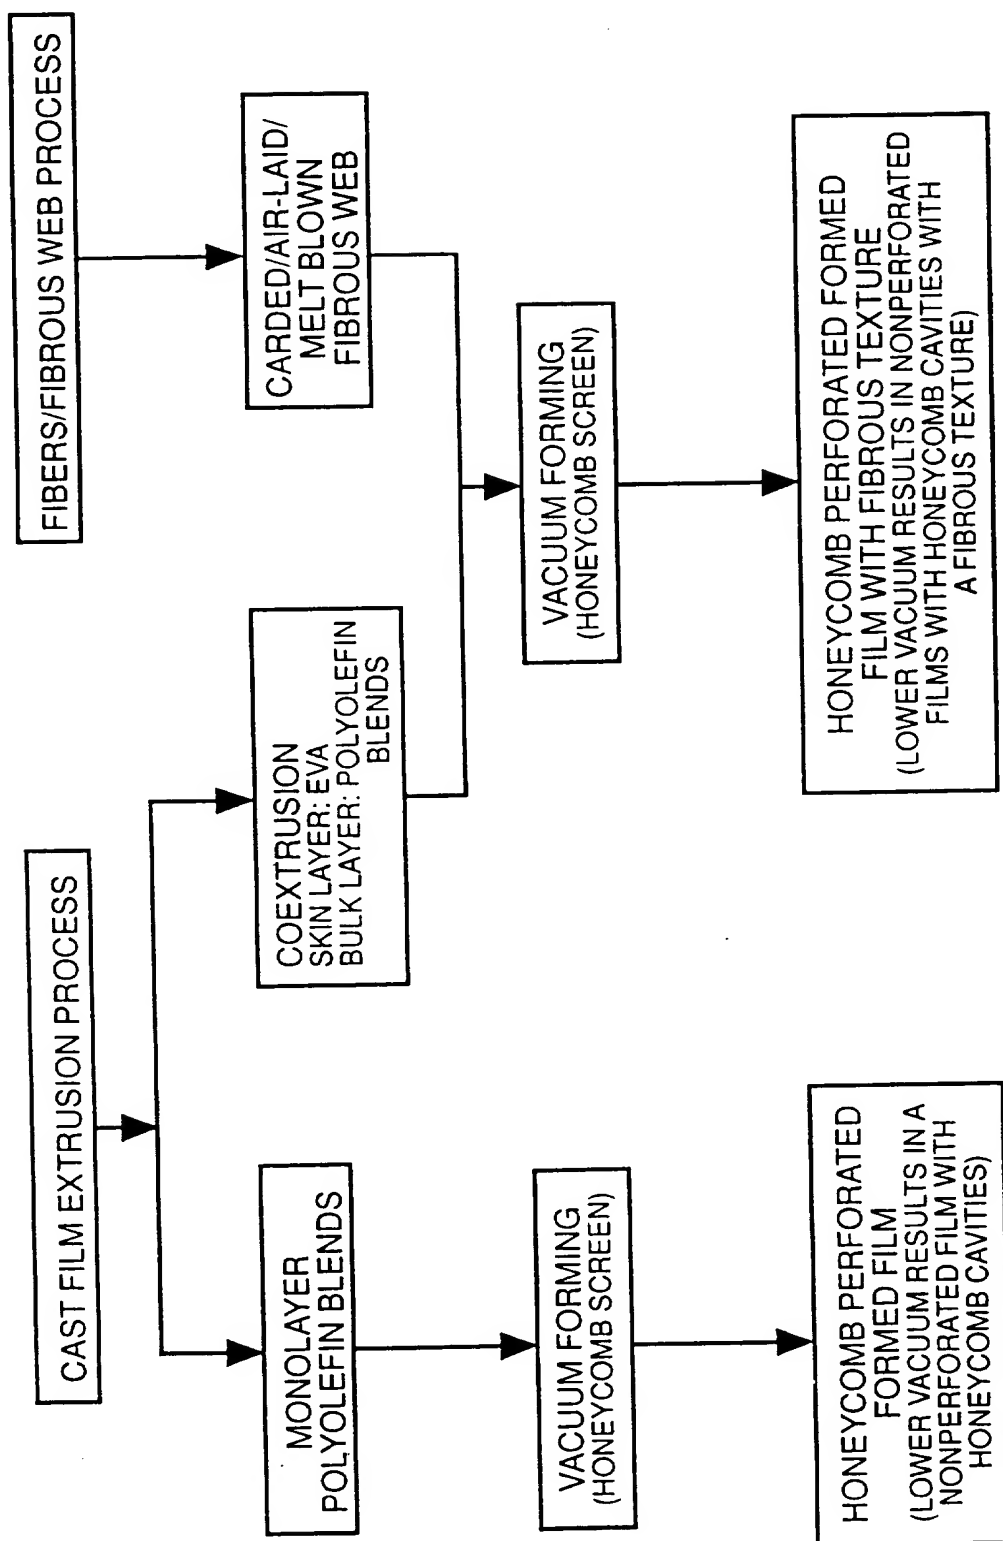 CAST FILM EXTRUSION PROCESS
FIBERS/FIBROUS WEB PROCESS
MONOLAYER
POLYOLEFIN BLENDS
COEXTRUSION
SKIN LAYER: EVA
BULK LAYER: POLYOLEFIN
BLENDS
CARDED/AIR-LAID/
MELT BLOWN
FIBROUS WEB
VACUUM FORMING
(HONEYCOMB SCREEN)
VACUUM FORMING
(HONEYCOMB SCREEN)
HONEYCOMB PERFORATED
FORMED FILM
(LOWER VACUUM RESULTS IN A
NONPERFORATED FILM WITH
HONEYCOMB CAVITIES)
HONEYCOMB PERFORATED FORMED
FILM WITH FIBROUS TEXTURE
(LOWER VACUUM RESULTS IN NONPERFORATED
FILMS WITH HONEYCOMB CAVITIES WITH
A FIBROUS TEXTURE)